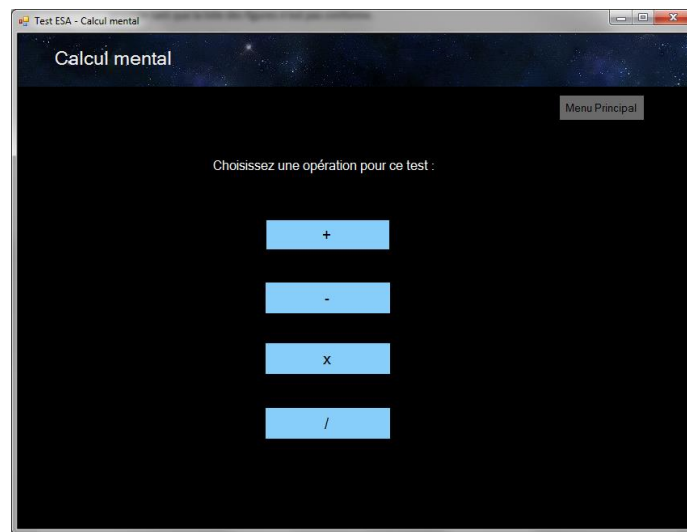 Test ESA - Calcul mental
Calcul mental
Menu Principal
Choisissez une opération pour ce test :
+
-
x
/